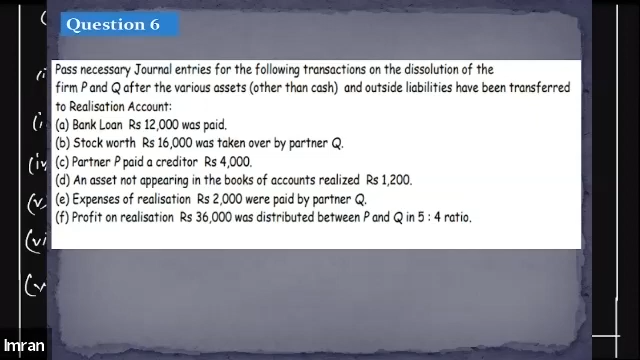 Question 6
Pass necessary Journal entries for the following transactions on the dissolution of the
firm P and Q after the various assets (other than cash) and outside liabilities have been transferred
to Realisation Account:
(a) Bank Loan Rs 12,000 was paid.
(b) Stock worth Rs 16,000 was taken over by partner Q.
(c) Partner P paid a creditor Rs 4,000.
(d) An asset not appearing in the books of accounts realized Rs 1,200.
(e) Expenses of realisation Rs 2,000 were paid by partner Q.
(f) Profit on realisation Rs 36,000 was distributed between P and Q in 5 : 4 ratio.
Imran